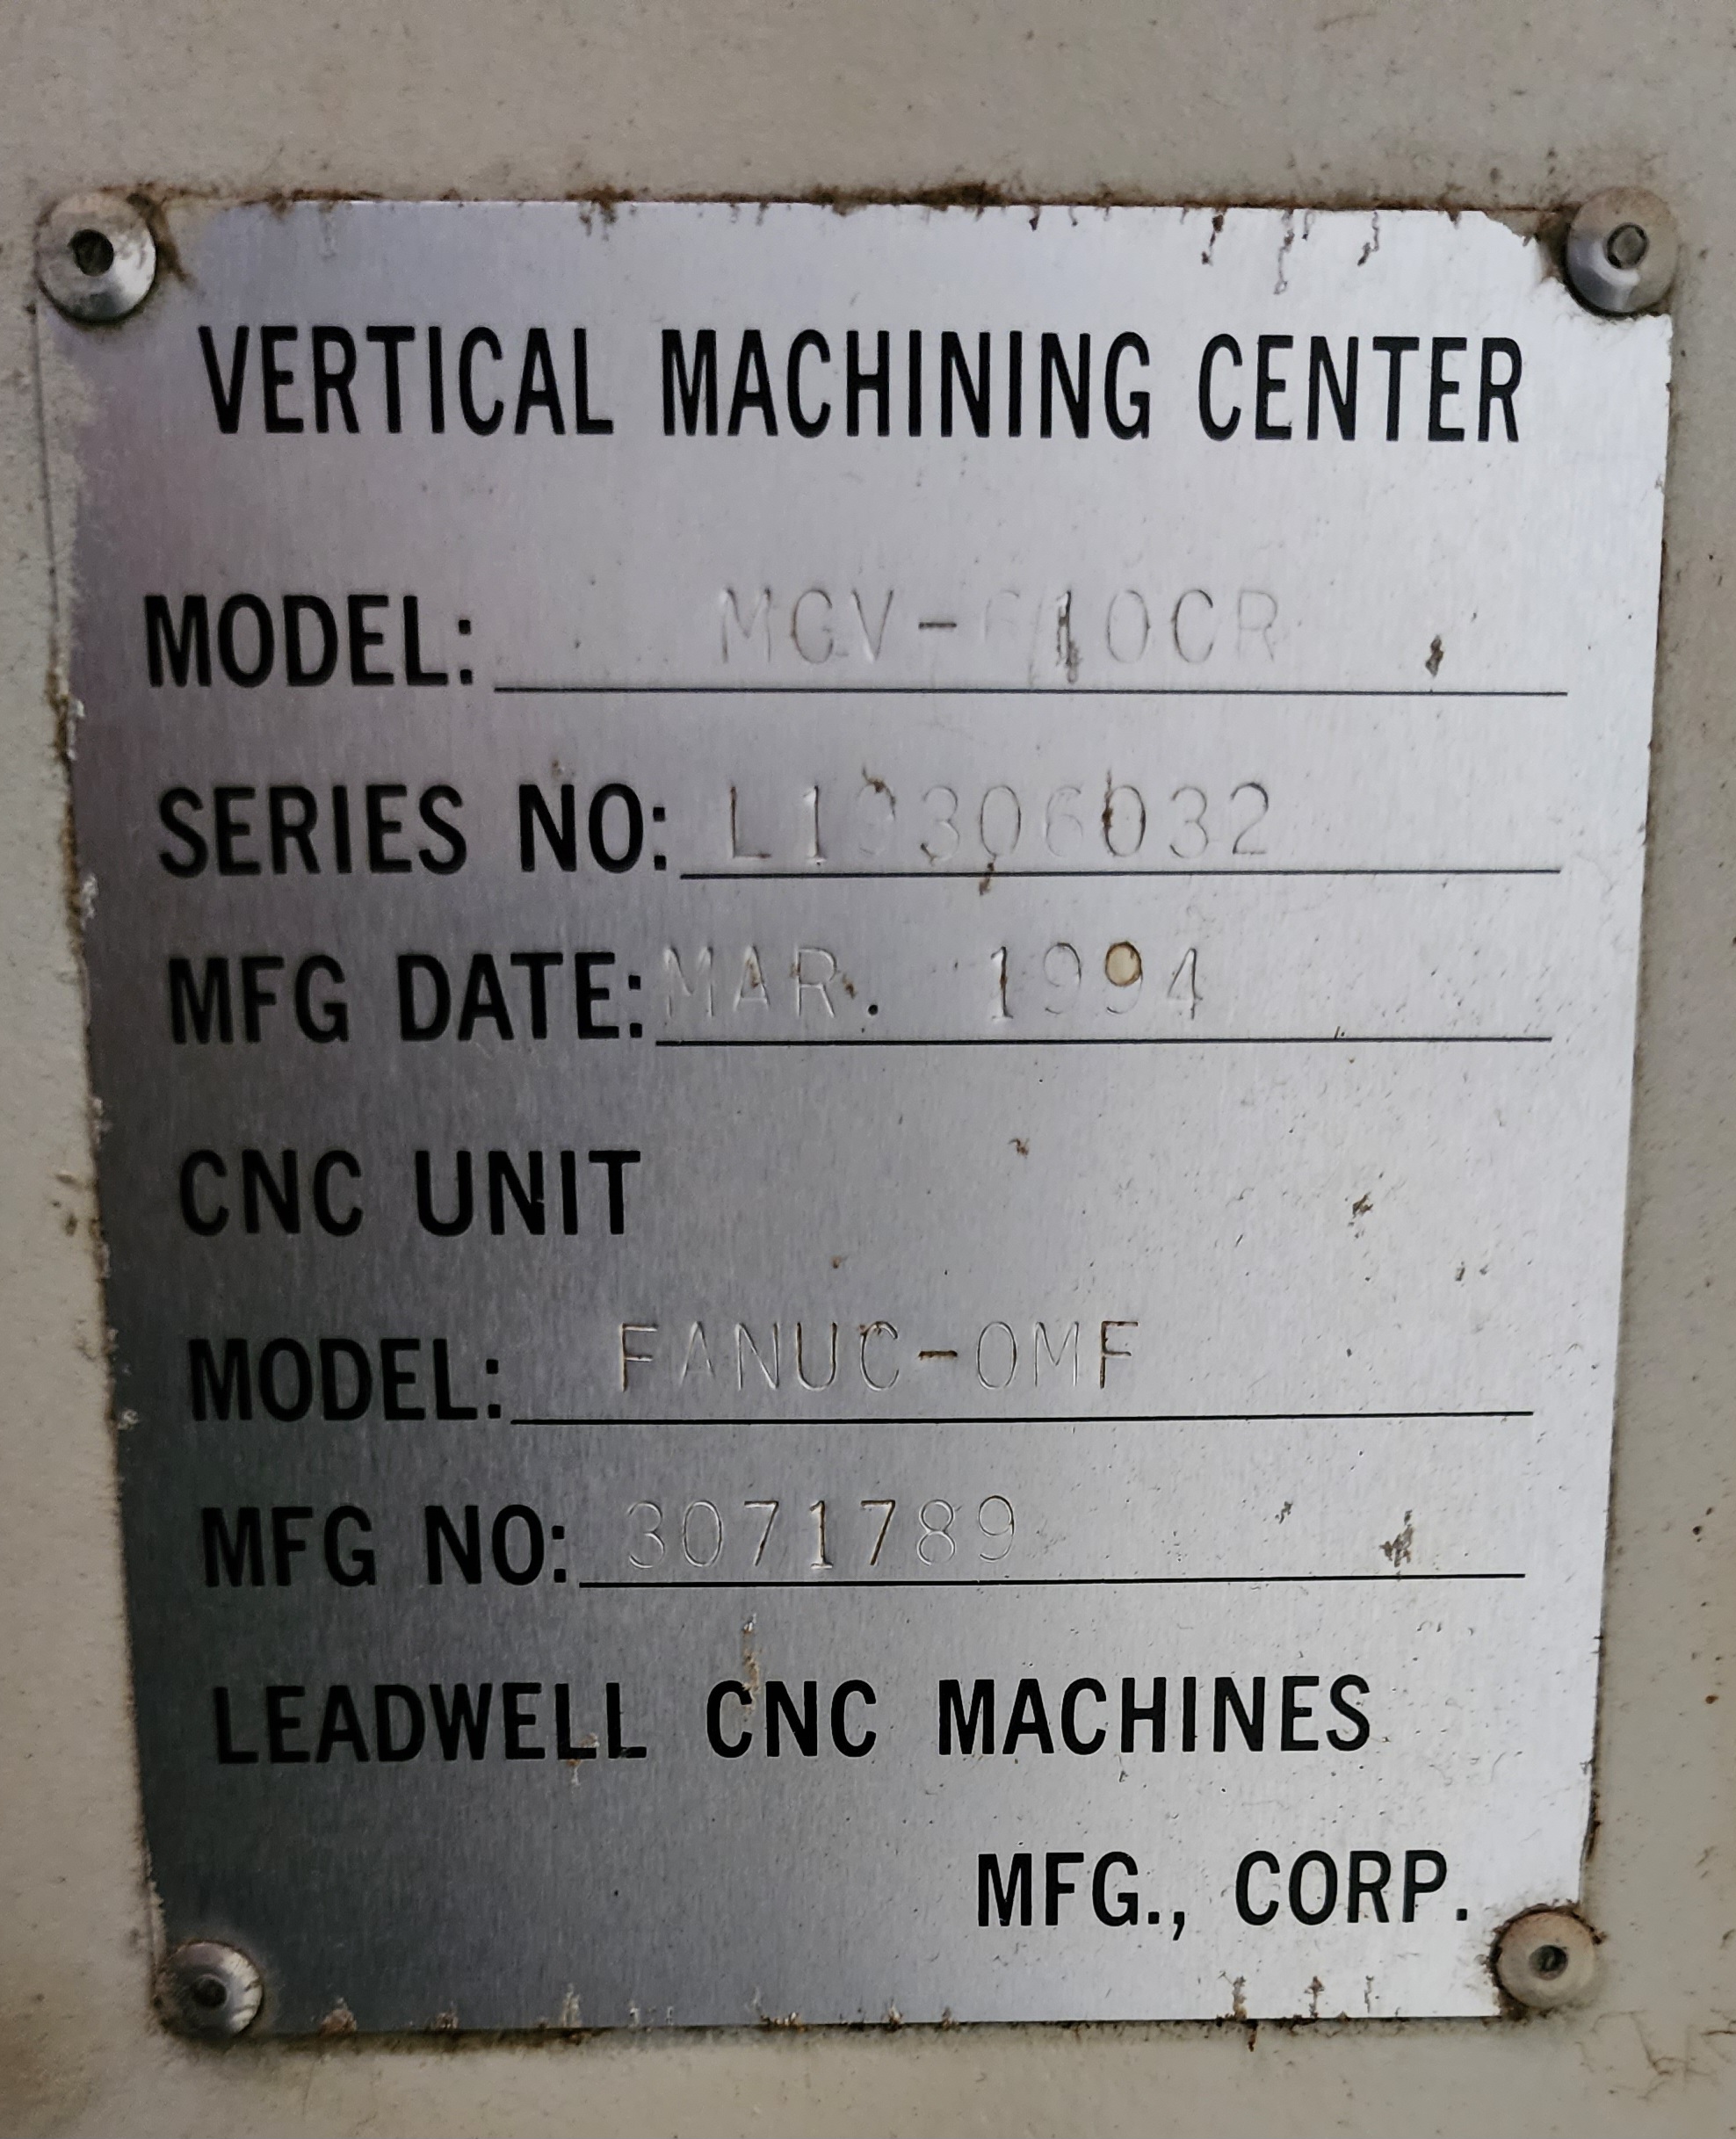 VERTICAL MACHINING CENTER
MODEL:
SERIES NO:
MFG DATE: MAR. 1994
CNC UNIT
MODEL: FANUC-OMF
MFG NO: 3071789
LEADWELL CNC MACHINES
MFG., CORP.